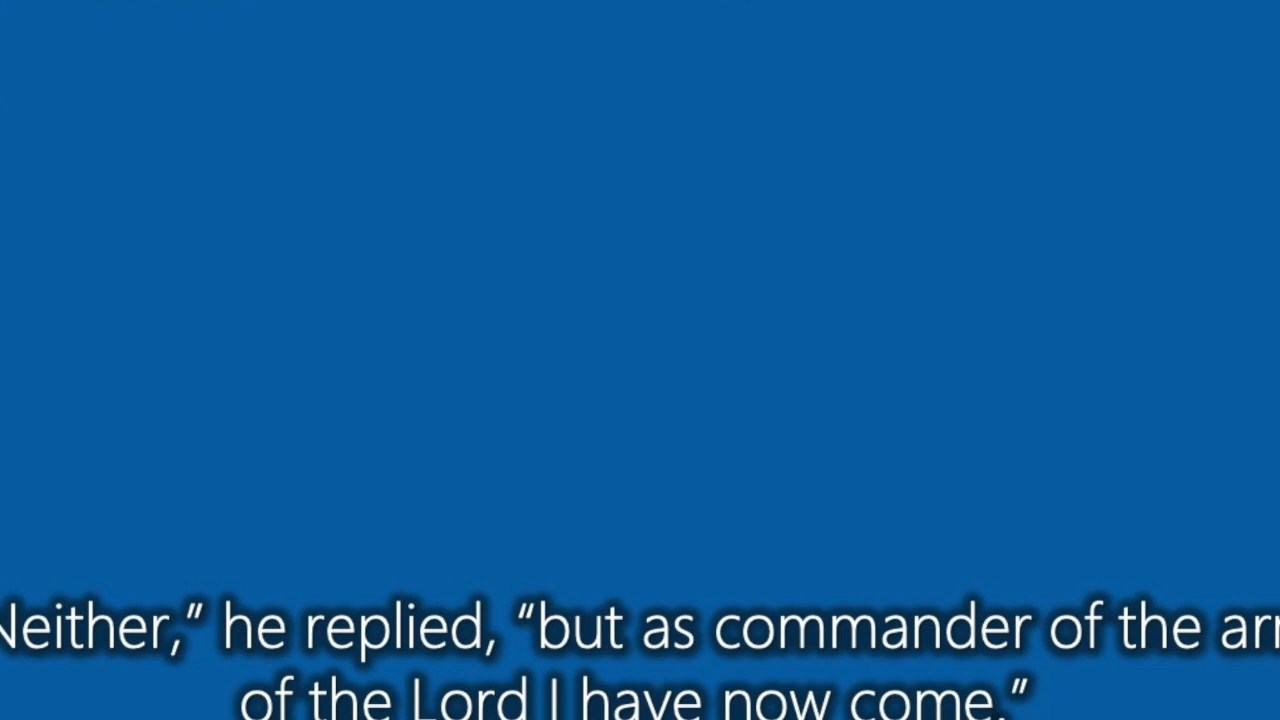 Neither,” he replied, “but as commander of the
of the Lord I have now come.”